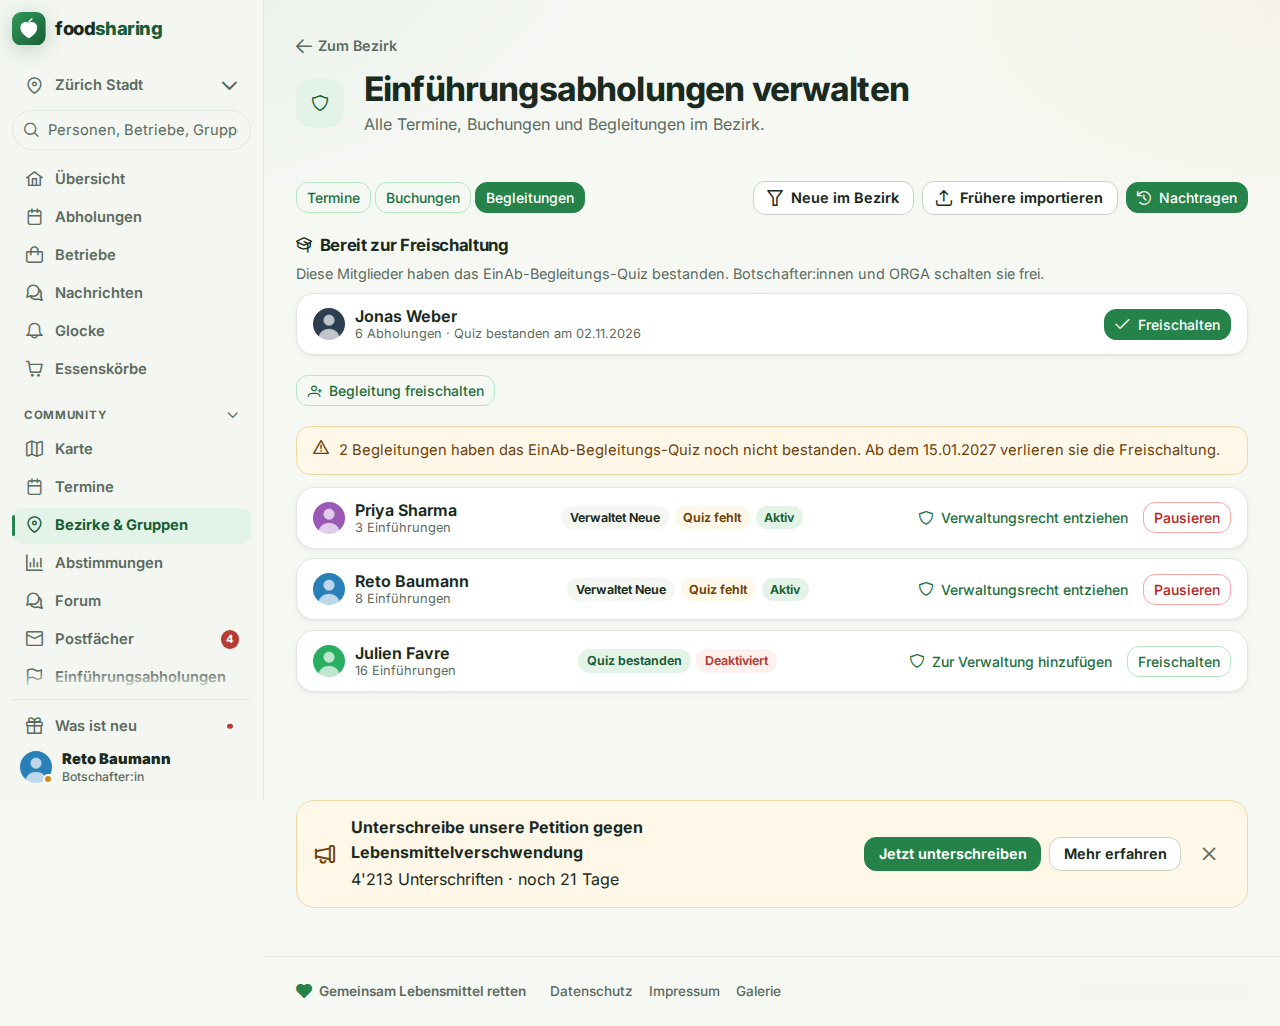 foodsharing
Zürich Stadt
Personen, Betriebe, Grupp
Übersicht
Abholungen
Betriebe
Nachrichten
Glocke
Essenskörbe
COMMUNITY
Karte
Termine
Bezirke & Gruppen
Abstimmungen
Forum
Postfächer 4
Einführungsabholungen
Was ist neu
Reto Baumann
Botschafter:in
Zum Bezirk
Einführungsabholungen verwalten
Alle Termine, Buchungen und Begleitungen im Bezirk.
Termine Buchungen Begleitungen Neue im Bezirk Frühere importieren Nachtragen
Bereit zur Freischaltung
Diese Mitglieder haben das EinAb-Begleitungs-Quiz bestanden. Botschafter:innen und ORGA schalten sie frei.
Jonas Weber
6 Abholungen · Quiz bestanden am 02.11.2026
Freischalten
Begleitung freischalten
2 Begleitungen haben das EinAb-Begleitungs-Quiz noch nicht bestanden. Ab dem 15.01.2027 verlieren sie die Freischaltung.
Priya Sharma
3 Einführungen
Verwaltet Neue Quiz fehlt Aktiv Verwaltungsrecht entziehen Pausieren
Reto Baumann
8 Einführungen
Verwaltet Neue Quiz fehlt Aktiv Verwaltungsrecht entziehen Pausieren
Julien Favre
16 Einführungen
Quiz bestanden Deaktiviert Zur Verwaltung hinzufügen Freischalten
Unterschreibe unsere Petition gegen
Lebensmittelverschwendung
4'213 Unterschriften · noch 21 Tage
Jetzt unterschreiben Mehr erfahren
Gemeinsam Lebensmittel retten Datenschutz Impressum Galerie